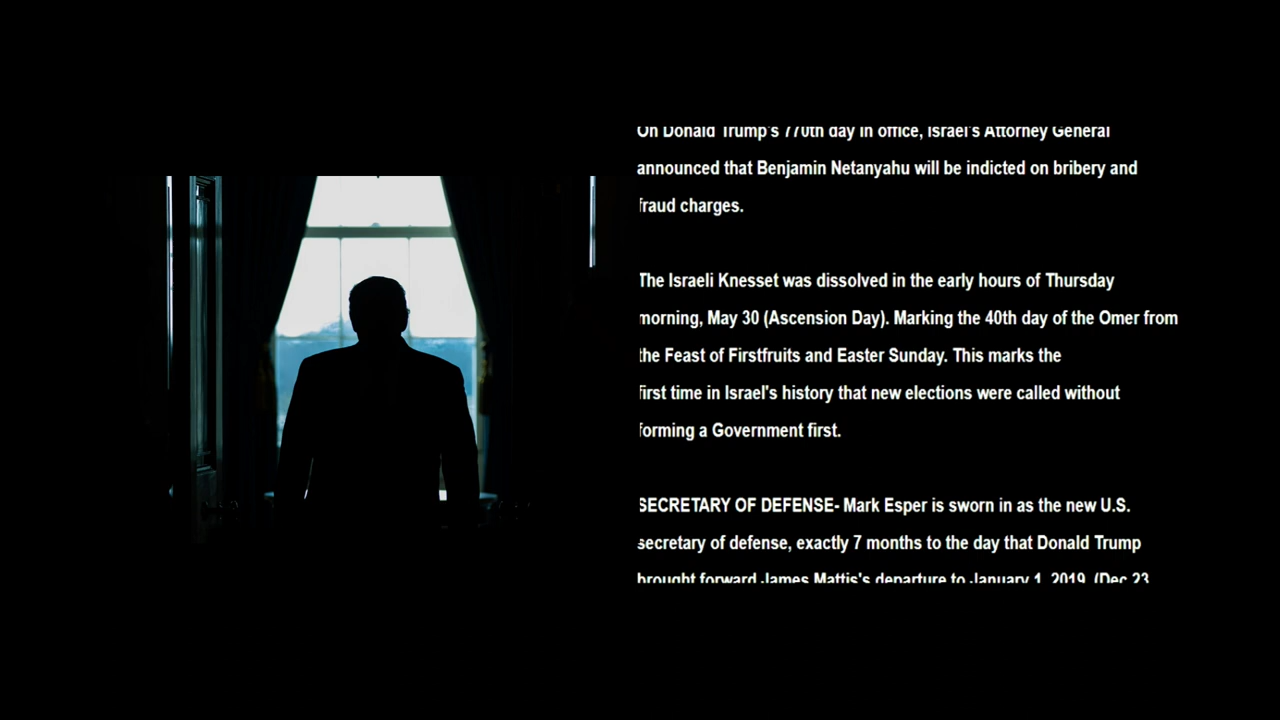 On Donald Trump's 770th day in office, Israel's Attorney General
announced that Benjamin Netanyahu will be indicted on bribery and
fraud charges.
The Israeli Knesset was dissolved in the early hours of Thursday
morning, May 30 (Ascension Day). Marking the 40th day of the Omer from
the Feast of Firstfruits and Easter Sunday. This marks the
first time in Israel's history that new elections were called without
forming a Government first.
SECRETARY OF DEFENSE- Mark Esper is sworn in as the new U.S.
secretary of defense, exactly 7 months to the day that Donald Trump
brought forward James Mattis's departure to January 1, 2019. (Dec 23